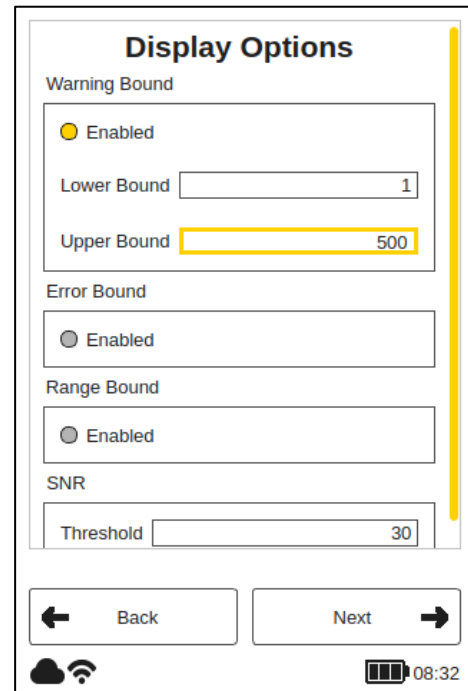 Display Options
Warning Bound
Enabled
Lower Bound 1
Upper Bound 500
Error Bound
Enabled
Range Bound
Enabled
SNR
Threshold 30
Back Next
08:32